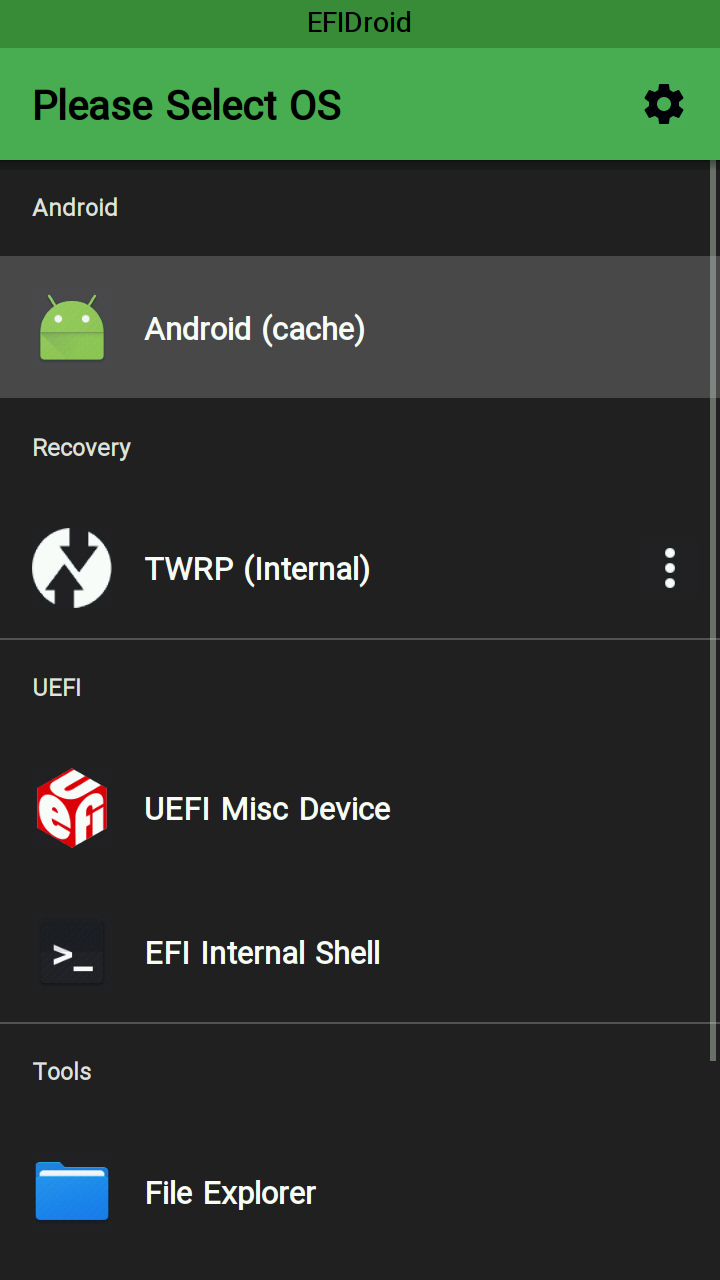 EFIDroid
Please Select OS
Android
Android (cache)
Recovery
TWRP (Internal)
UEFI
UEFI
UEFI Misc Device
>_
EFI Internal Shell
Tools
File Explorer